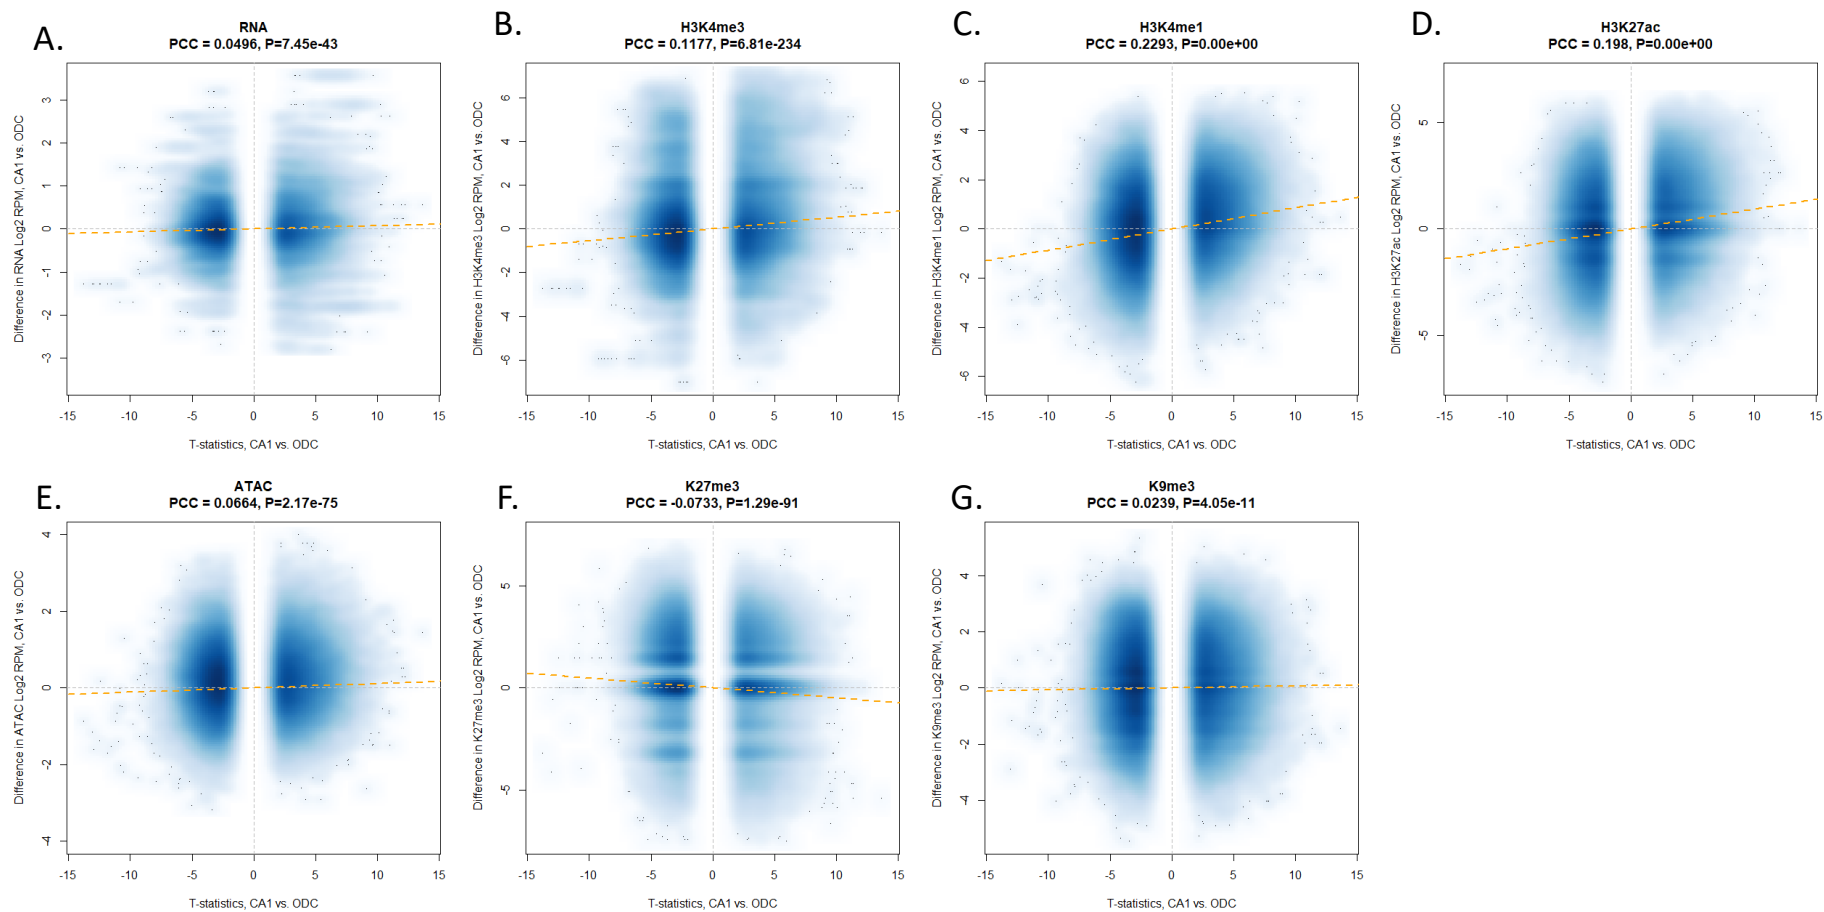 A.
RNA
PCC = 0.0496, P=7.45e-43
Difference in RNA Log2 RPM, CA1 vs. ODC
3
2
1
0
-1
-2
-3
-15 -10 -5 0 5 10 15
T-statistics, CA1 vs. ODC
B.
H3K4me3
PCC = 0.1177, P=6.81e-234
Difference in H3K4me3 Log2 RPM, CA1 vs. ODC
6
4
2
0
-2
-4
-6
-15 -10 -5 0 5 10 15
T-statistics, CA1 vs. ODC
C.
H3K4me1
PCC = 0.2293, P=0.00e+00
Difference in H3K4me1 Log2 RPM, CA1 vs. ODC
6
4
2
0
-2
-4
-6
-15 -10 -5 0 5 10 15
T-statistics, CA1 vs. ODC
D.
H3K27ac
PCC = 0.198, P=0.00e+00
Difference in H3K27ac Log2 RPM, CA1 vs. ODC
5
0
-5
-15 -10 -5 0 5 10 15
T-statistics, CA1 vs. ODC
E.
ATAC
PCC = 0.0664, P=2.17e-75
Difference in ATAC Log2 RPM, CA1 vs. ODC
4
2
0
-2
-4
-15 -10 -5 0 5 10 15
T-statistics, CA1 vs. ODC
F.
K27me3
PCC = -0.0733, P=1.29e-91
Difference in K27me3 Log2 RPM, CA1 vs. ODC
5
0
-5
-15 -10 -5 0 5 10 15
T-statistics, CA1 vs. ODC
G.
K9me3
PCC = 0.0239, P=4.05e-11
Difference in K9me3 Log2 RPM, CA1 vs. ODC
4
2
0
-2
-4
-15 -10 -5 0 5 10 15
T-statistics, CA1 vs. ODC